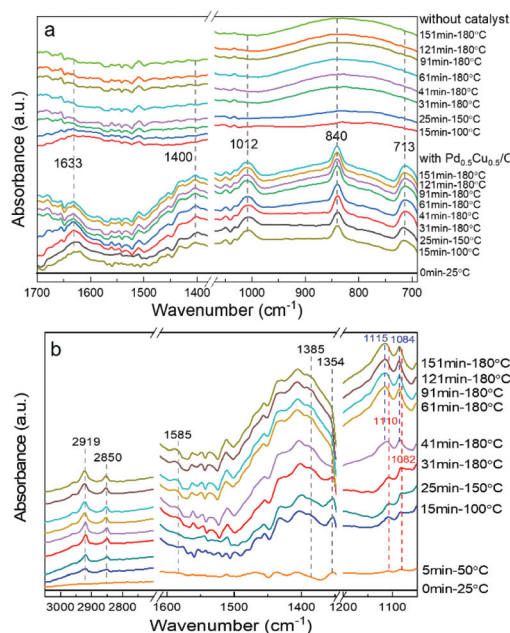 a
without catalyst
151min-180°C
121min-180°C
91min-180°C
61min-180°C
41min-180°C
31min-180°C
25min-150°C
15min-100°C
1633
1400
1012
840
713
with Pd0.5Cu0.5/C
151min-180°C
121min-180°C
91min-180°C
61min-180°C
41min-180°C
31min-180°C
25min-150°C
15min-100°C
0min-25°C
Absorbance (a.u.)
1700 1600 1500 1400 1000 900 800 700
Wavenumber (cm-1)
b
1115 1084
1385
1354
1585
2919
2850
1110
1082
151min-180°C
121min-180°C
91min-180°C
61min-180°C
41min-180°C
31min-180°C
25min-150°C
15min-100°C
5min-50°C
0min-25°C
Absorbance (a.u.)
3000 2900 2800 1600 1500 1400 1200 1100
Wavenumber (cm-1)